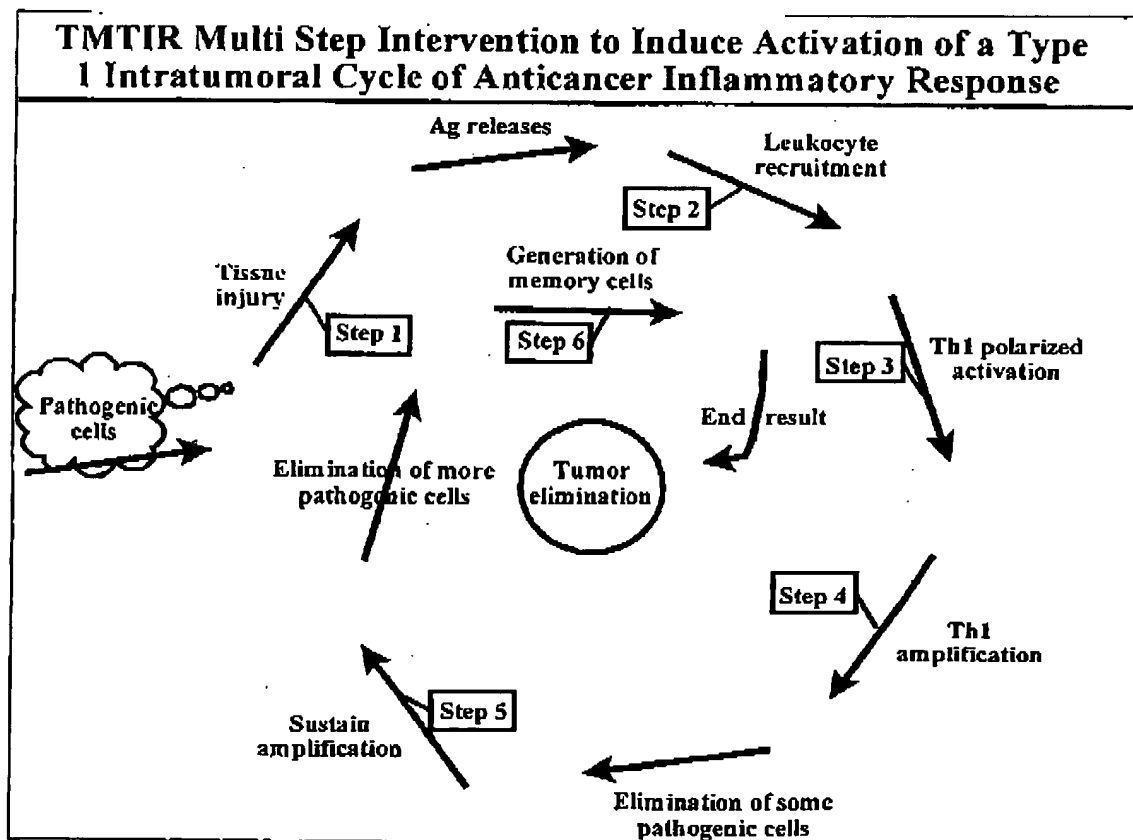 TMTIR Multi Step Intervention to Induce Activation of a Type
1 Intratumoral Cycle of Anticancer Inflammatory Response
Ag releases
Leukocyte
recruitment
Step 2
Generation of
memory cells
Tissue
injury
Step 1
Step 6
Step 3
Th1 polarized
activation
Pathogenic
cells
End result
Elimination of more
pathogenic cells
Tumor
elimination
Step 4
Th1
amplification
Step 5
Sustain
amplification
Elimination of some
pathogenic cells